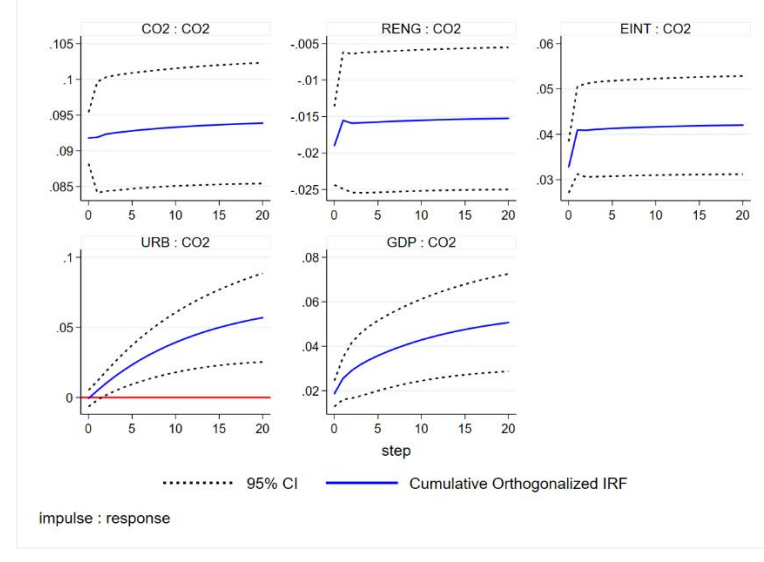 CO2 : CO2
RENG : CO2
EINT : CO2
.105
.1
.095
.09
.085
0 5 10 15 20
-.005
-.01
-.015
-.02
-.025
0 5 10 15 20
.06
.05
.04
.03
0 5 10 15 20
URB : CO2
GDP : CO2
.1
.05
0
0 5 10 15 20
.08
.06
.04
.02
0 5 10 15 20
step
95% CI
Cumulative Orthogonalized IRF
impulse : response